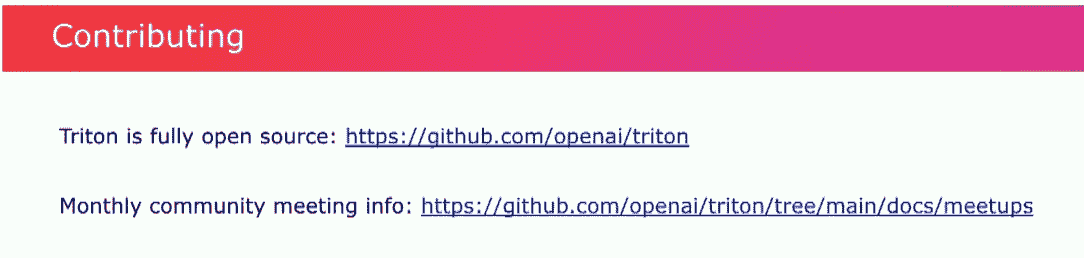 Contributing
Triton is fully open source: https://github.com/openai/triton
Monthly community meeting info: https://github.com/openai/triton/tree/main/docs/meetups